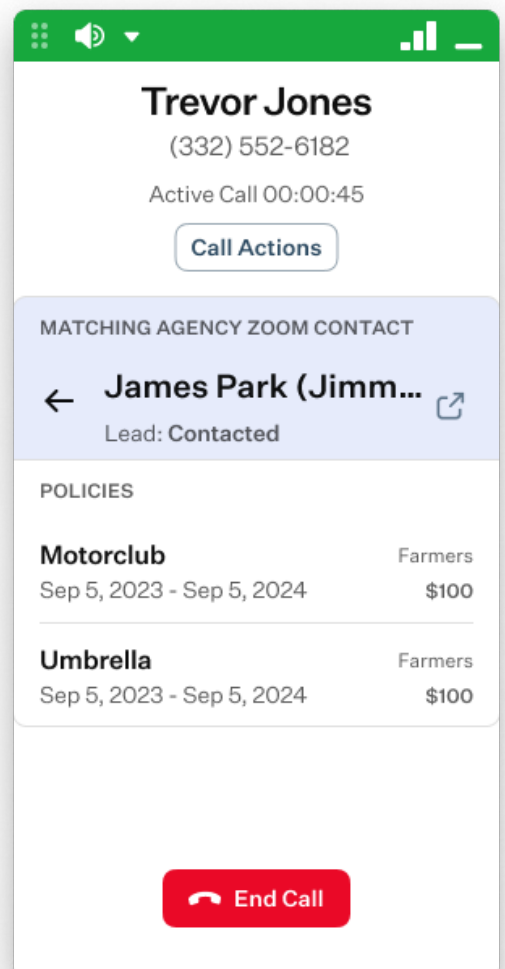 Trevor Jones
(332) 552-6182
Active Call 00:00:45
Call Actions
MATCHING AGENCY ZOOM CONTACT
James Park (Jimm...
Lead: Contacted
POLICIES
Motorclub Farmers
Sep 5, 2023 - Sep 5, 2024 $100
Umbrella Farmers
Sep 5, 2023 - Sep 5, 2024 $100
End Call